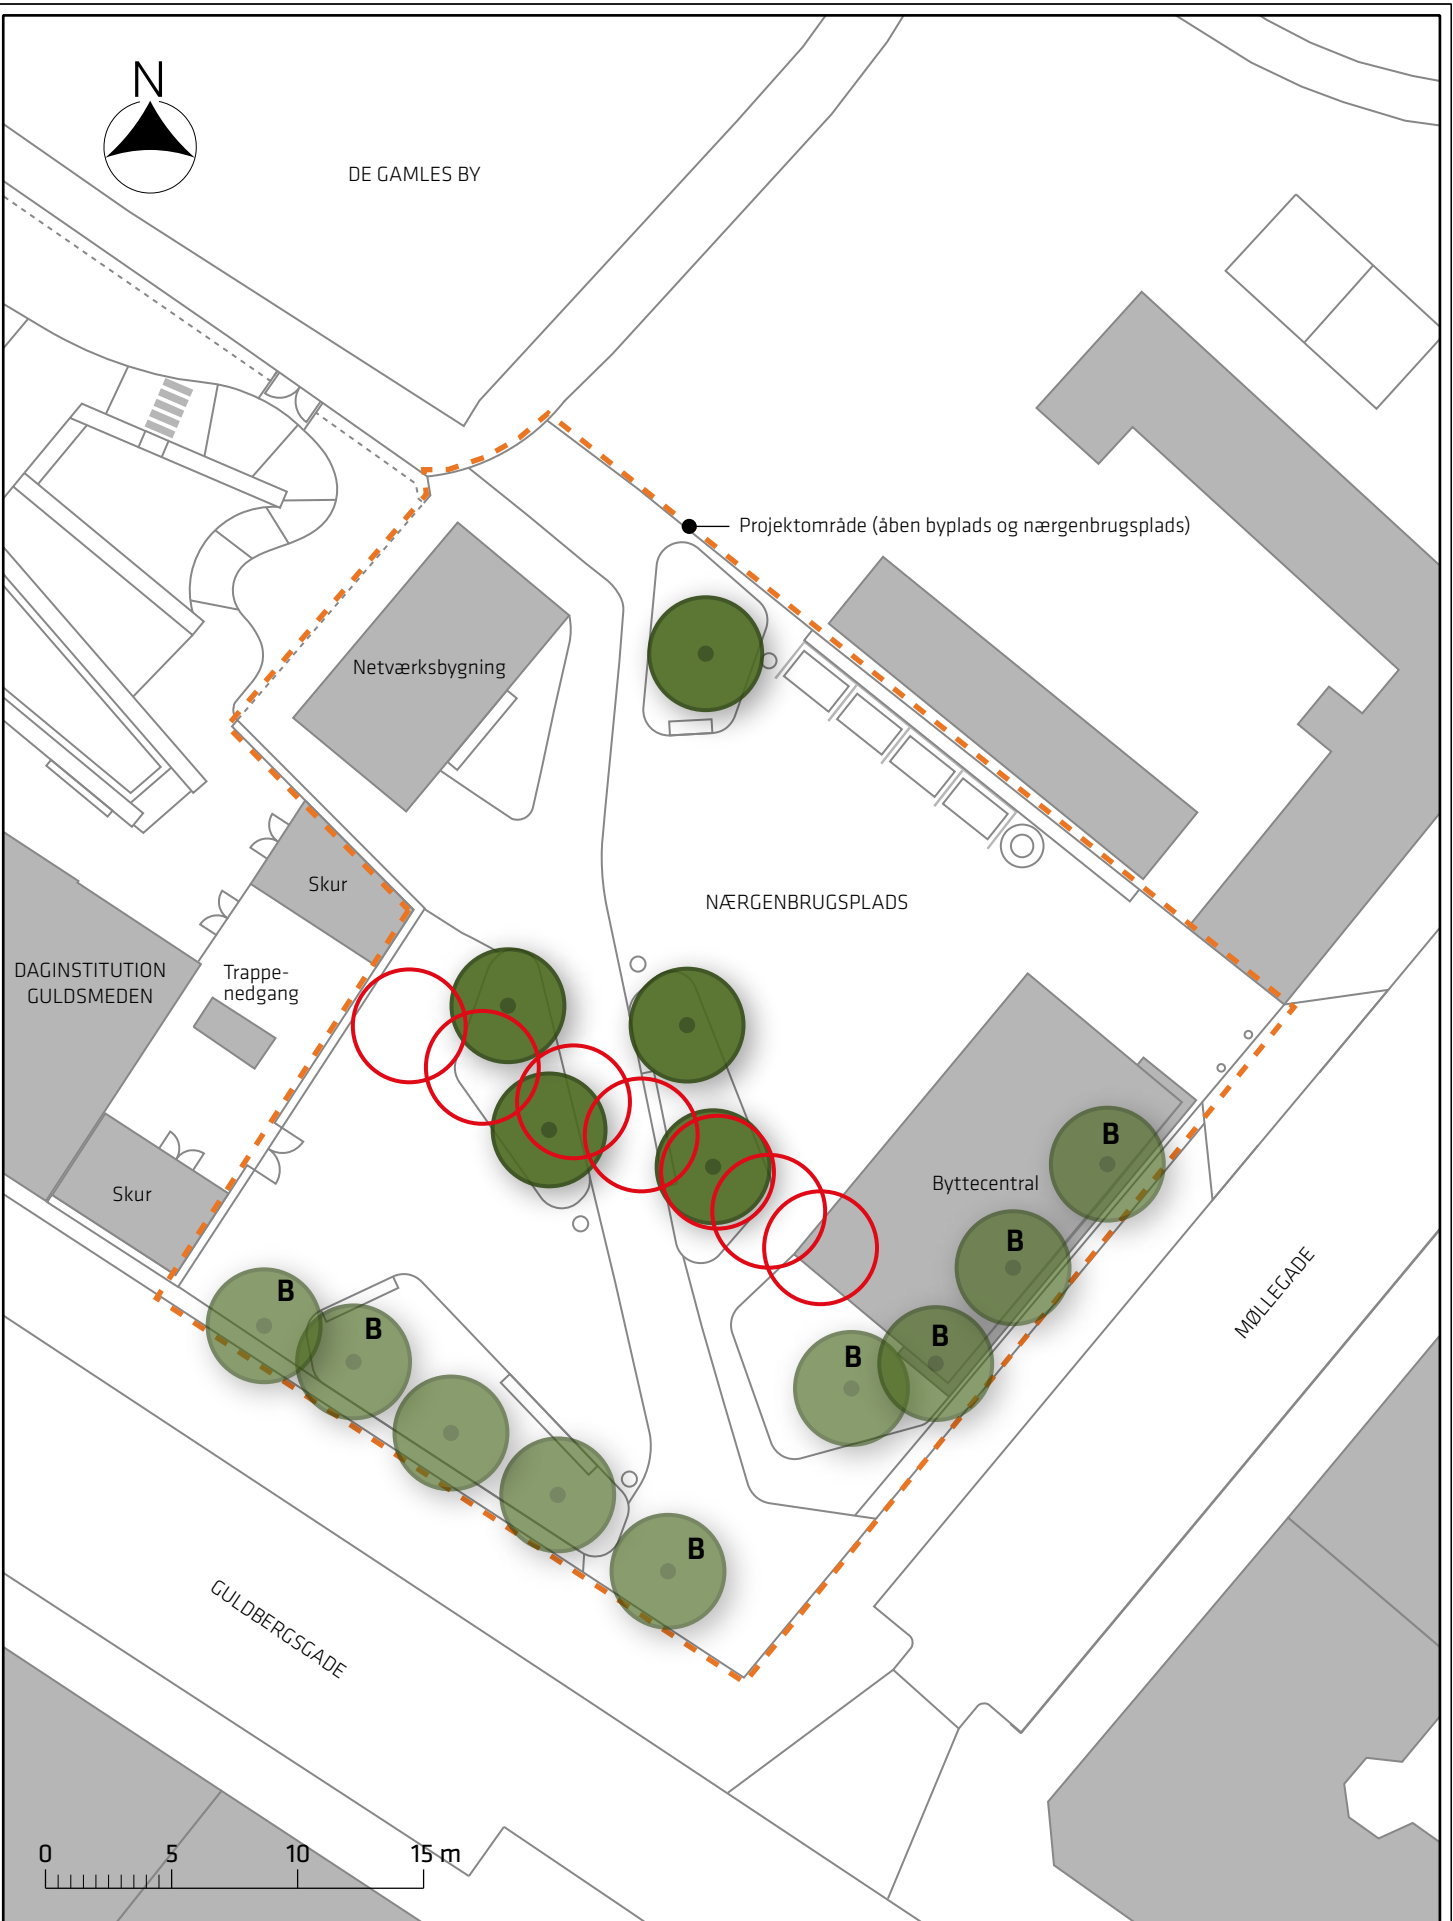 N
DE GAMLES BY
Projektområde (åben byplads og nærgenbrugsplads)
Netværksbygning
Skur
NÆRGENBRUGSPLADS
DAGINSTITUTION
GULDSMEDEN
Trappe-
nedgang
Skur
Byttecentral
B
B
B
B
B
B
B
MØLLEGADE
GULDBERGSGADE
0 5 10 15 m